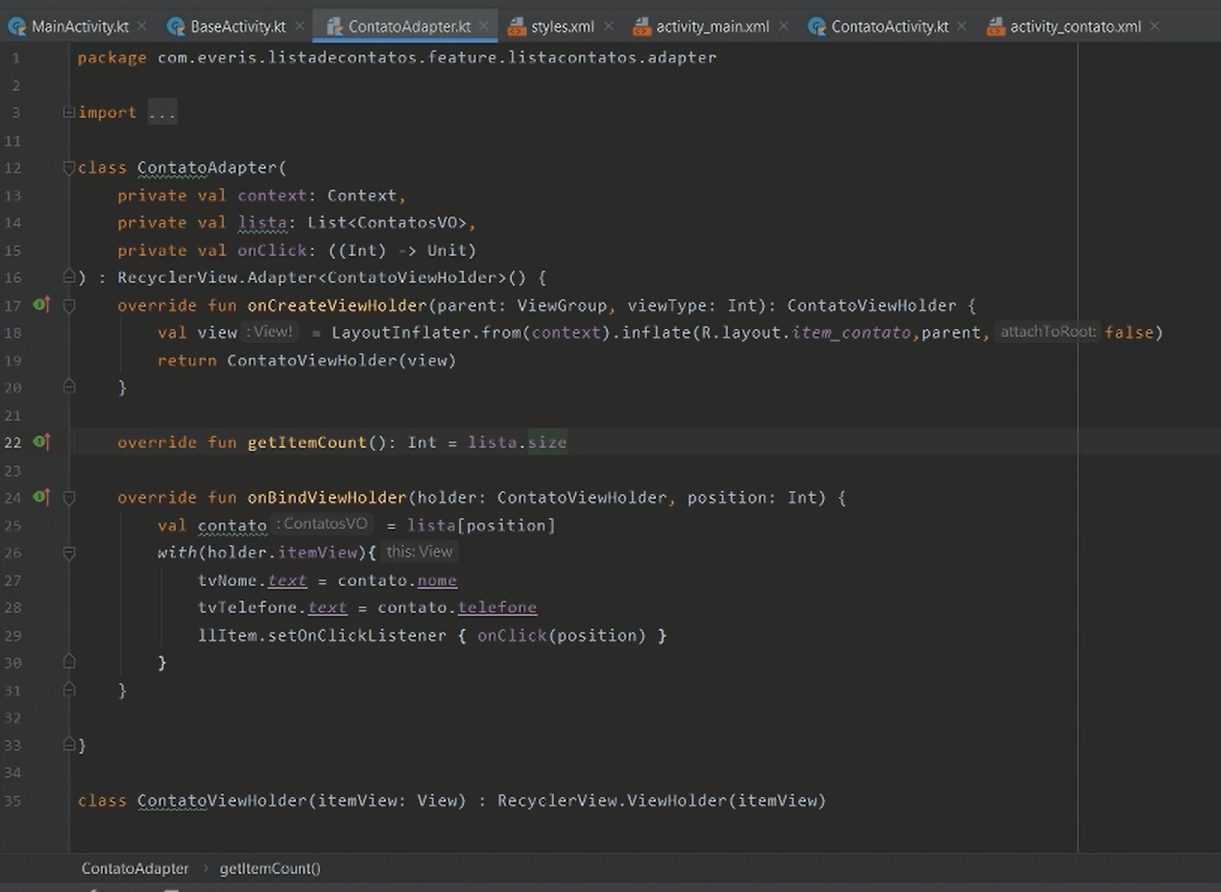 MainActivity.kt × BaseActivity.kt × ContatoAdapter.kt × styles.xml × activity_main.xml × ContatoActivity.kt × activity_contato.xml ×
1 package com.everis.listadecontatos.feature.listacontatos.adapter
2
3 import ...
11
12 class ContatoAdapter(
13 private val context: Context,
14 private val lista: List<ContatosVO>,
15 private val onClick: ((Int) -> Unit)
16 ) : RecyclerView.Adapter<ContatoViewHolder>() {
17 override fun onCreateViewHolder(parent: ViewGroup, viewType: Int): ContatoViewHolder {
18 val view : View! = LayoutInflater.from(context).inflate(R.layout.item_contato,parent, attachToRoot: false)
19 return ContatoViewHolder(view)
20 }
21
22 override fun getItemCount(): Int = lista.size
23
24 override fun onBindViewHolder(holder: ContatoViewHolder, position: Int) {
25 val contato : ContatosVO = lista[position]
26 with(holder.itemView){ this: View
27 tvNome.text = contato.nome
28 tvTelefone.text = contato.telefone
29 llItem.setOnClickListener { onClick(position) }
30 }
31 }
32
33 }
34
35 class ContatoViewHolder(itemView: View) : RecyclerView.ViewHolder(itemView)
ContatoAdapter › getItemCount()